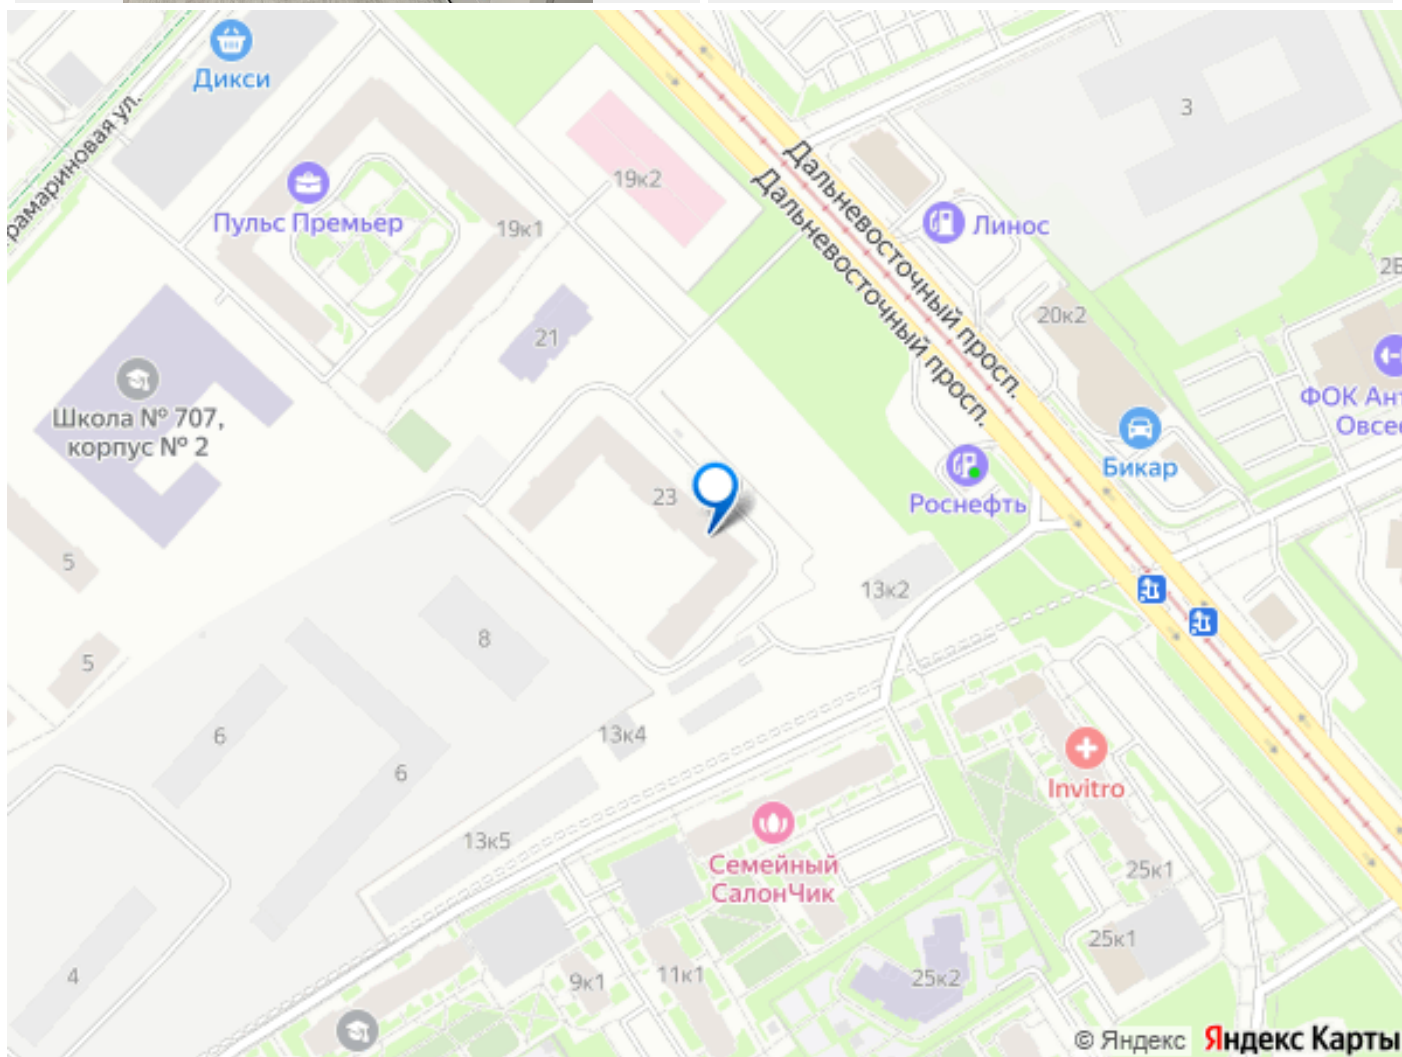 Дикси
рамариновая ул.
3
19к2
Пульс Премьер
19к1
Дальневосточный просп.
Дальневосточный просп.
Линос
2Б
20к2
21
Школа № 707,
корпус № 2
ФОК Ант
Овсе
Бикар
23
Роснефть
5
13к2
8
5
6
13к4
6
Invitro
13к5
Семейный
СалонЧик
25к1
25к1
4
9к1
11к1
25к2
© Яндекс Яндекс Карты